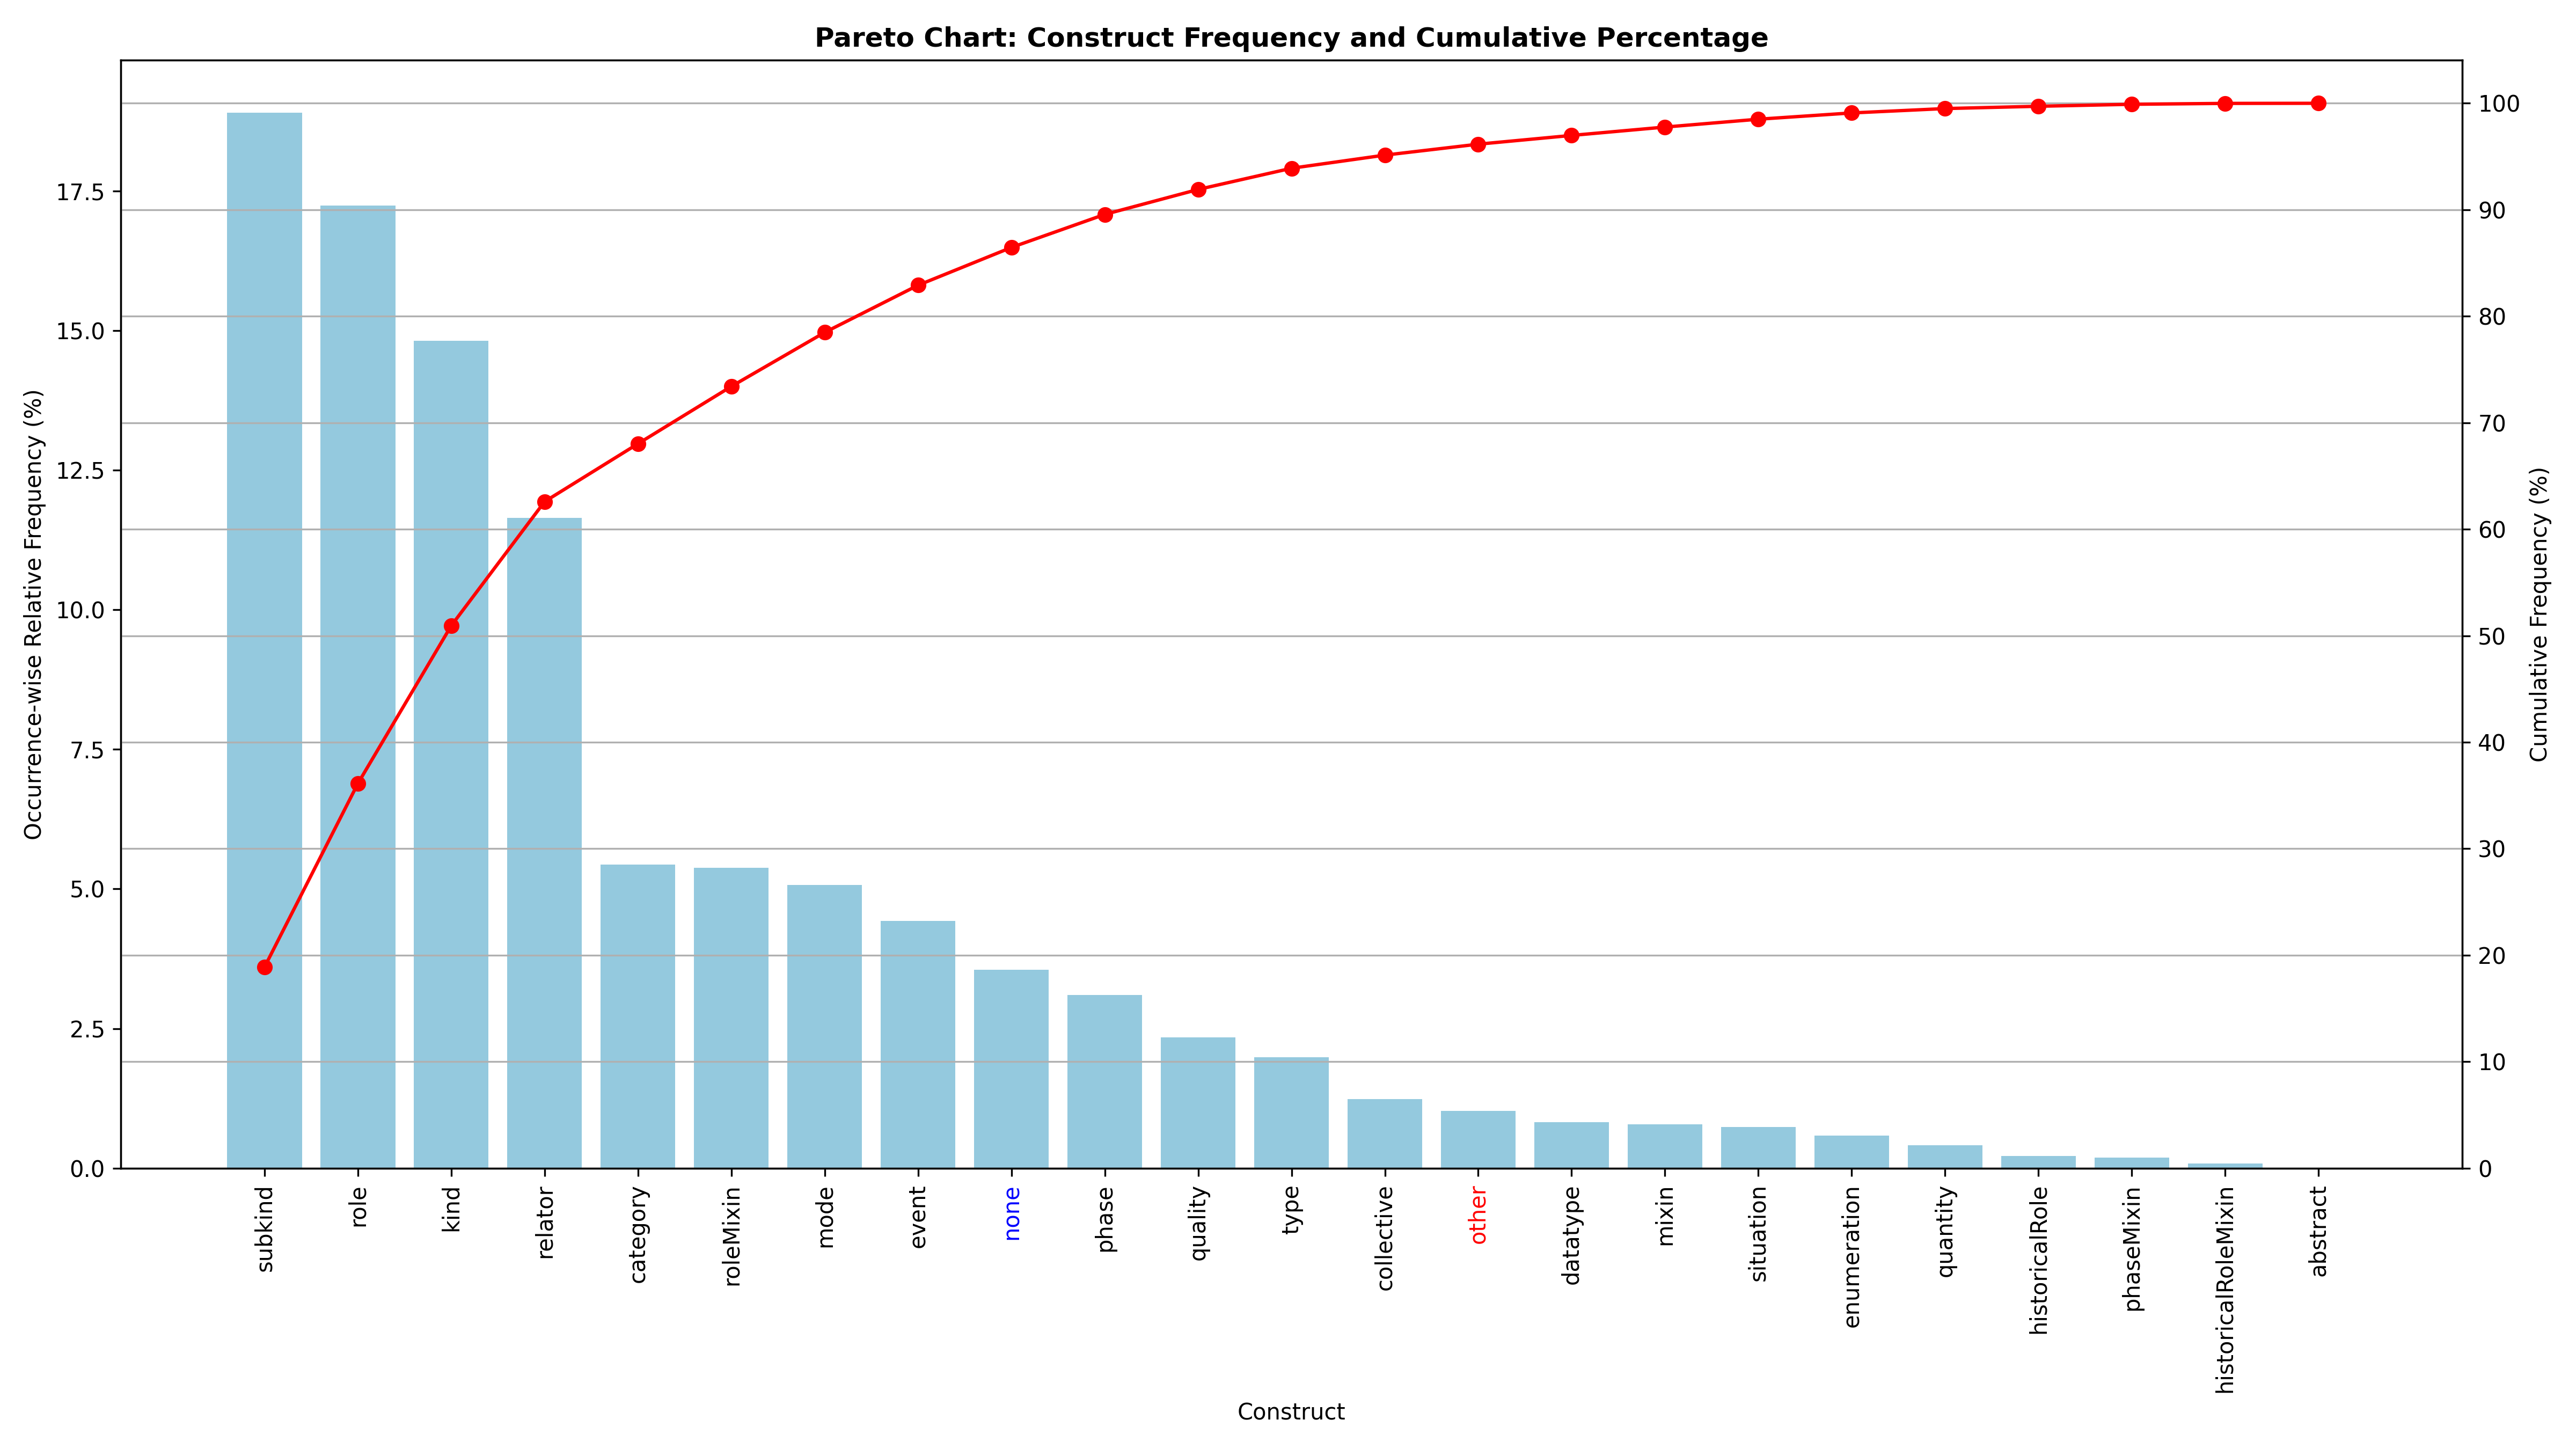 Pareto Chart: Construct Frequency and Cumulative Percentage
Occurrence-wise Relative Frequency (%)
17.5
15.0
12.5
10.0
7.5
5.0
2.5
0.0
100
90
80
70
60
50
40
30
20
10
0
Cumulative Frequency (%)
subkind
role
kind
relator
category
roleMixin
mode
event
none
phase
quality
type
collective
other
datatype
mixin
situation
enumeration
quantity
historicalRole
phaseMixin
historicalRoleMixin
abstract
Construct